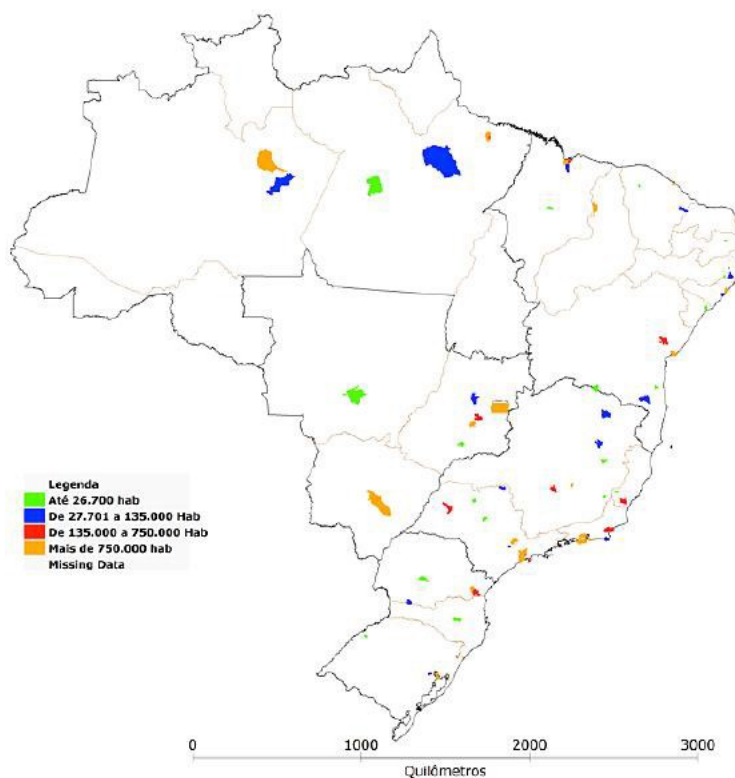 Legenda
Até 26.700 hab
De 27.701 a 135.000 Hab
De 135.000 a 750.000 Hab
Mais de 750.000 hab
Missing Data
0 1000 2000 3000
Quilômetros